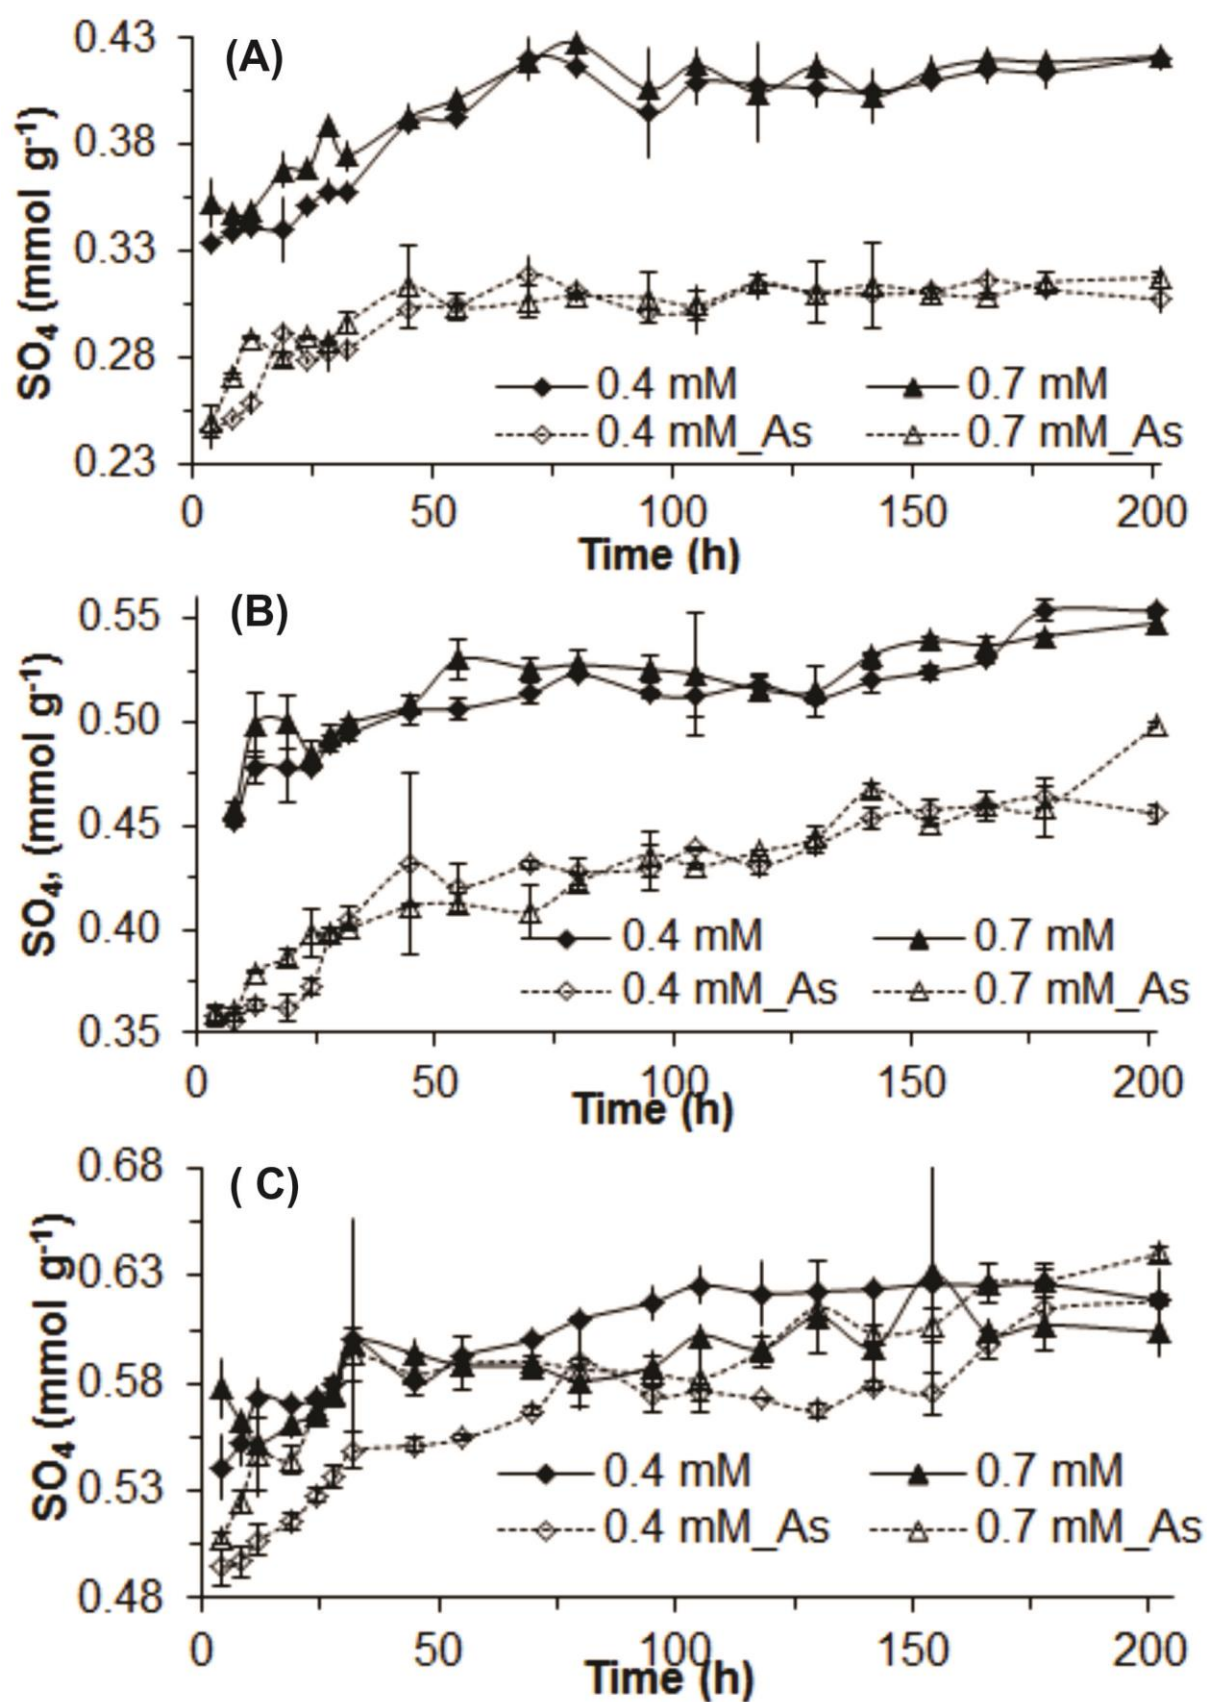 (A)
SO4 (mmol g-1)
0.43
0.38
0.33
0.28
0.23
0.4 mM
0.7 mM
0.4 mM_As
0.7 mM_As
0 50 100 150 200
Time (h)
(B)
SO4, (mmol g-1)
0.55
0.50
0.45
0.40
0.35
0.4 mM
0.7 mM
0.4 mM_As
0.7 mM_As
0 50 100 150 200
Time (h)
( C)
SO4 (mmol g-1)
0.68
0.63
0.58
0.53
0.48
0.4 mM
0.7 mM
0.4 mM_As
0.7 mM_As
0 50 100 150 200
Time (h)